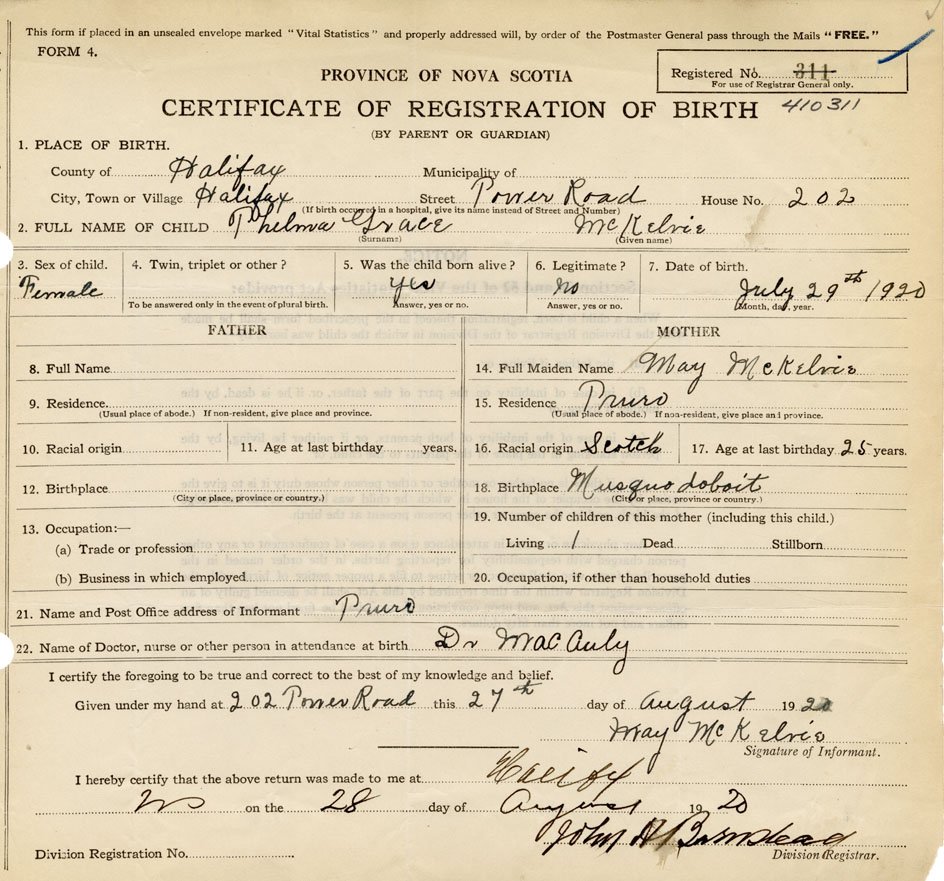 This form if placed in an unsealed envelope marked "Vital Statistics" and properly addressed will, by order of the Postmaster General pass through the Mails "FREE."
FORM 4.
PROVINCE OF NOVA SCOTIA
Registered No. 311
For use of Registrar General only.
CERTIFICATE OF REGISTRATION OF BIRTH 410311
(BY PARENT OR GUARDIAN)
1. PLACE OF BIRTH.
County of Halifax Municipality of
City, Town or Village Halifax Street Power Road House No. 202
(If birth occurred in a hospital, give its name instead of Street and Number)
2. FULL NAME OF CHILD Thelma Grace McKelvie
(Surname) (Given name)
3. Sex of child. 4. Twin, triplet or other? 5. Was the child born alive? 6. Legitimate? 7. Date of birth.
Female Yes No July 29th 1920
To be answered only in the event of plural birth. Answer, yes or no. Answer, yes or no. (Month, day, year.
FATHER MOTHER
8. Full Name 14. Full Maiden Name May McKelvie
9. Residence. 15. Residence Truro
(Usual place of abode.) If non-resident, give place and province. (Usual place of abode.) If non-resident, give place and province.
10. Racial origin 11. Age at last birthday years. 16. Racial origin Scotch 17. Age at last birthday 25 years.
12. Birthplace 18. Birthplace Musquodoboit
(City or place, province or country.) (City or place, province or country.)
13. Occupation:— 19. Number of children of this mother (including this child.)
(a) Trade or profession Living 1 Dead Stillborn
(b) Business in which employed 20. Occupation, if other than household duties
21. Name and Post Office address of Informant Truro
22. Name of Doctor, nurse or other person in attendance at birth Dr MacAuly
I certify the foregoing to be true and correct to the best of my knowledge and belief.
Given under my hand at 202 Power Road this 27th day of August 1920
May McKelvie
Signature of Informant.
I hereby certify that the above return was made to me at Halifx
NS on the 28 day of August 1920
John H Barnstead
Division Registrar.
Division Registration No.